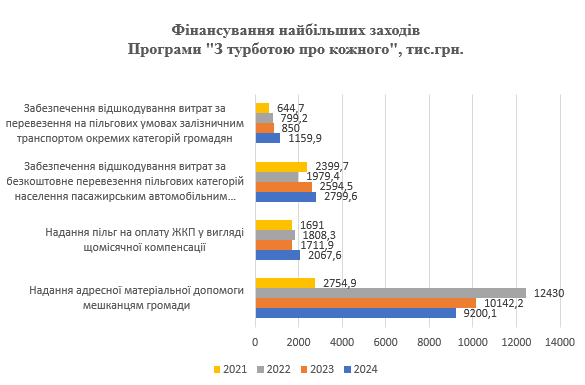 Фінансування найбільших заходів
Програми "З турботою про кожного", тис.грн.
Забезпечення відшкодування витрат за
перевезення на пільгових умовах залізничним
транспортом окремих категорій громадян
644,7
799,2
850
1159,9
Забезпечення відшкодування витрат за
безкоштовне перевезення пільгових категорій
населення пасажирським автомобільним...
2399,7
1979,4
2594,5
2799,6
Надання пільг на оплату ЖКП у вигляді
щомісячної компенсації
1691
1808,3
1711,9
2067,6
Надання адресної матеріальної допомоги
мешканцям громади
2754,9
12430
10142,2
9200,1
0 2000 4000 6000 8000 10000 12000 14000
2021 2022 2023 2024